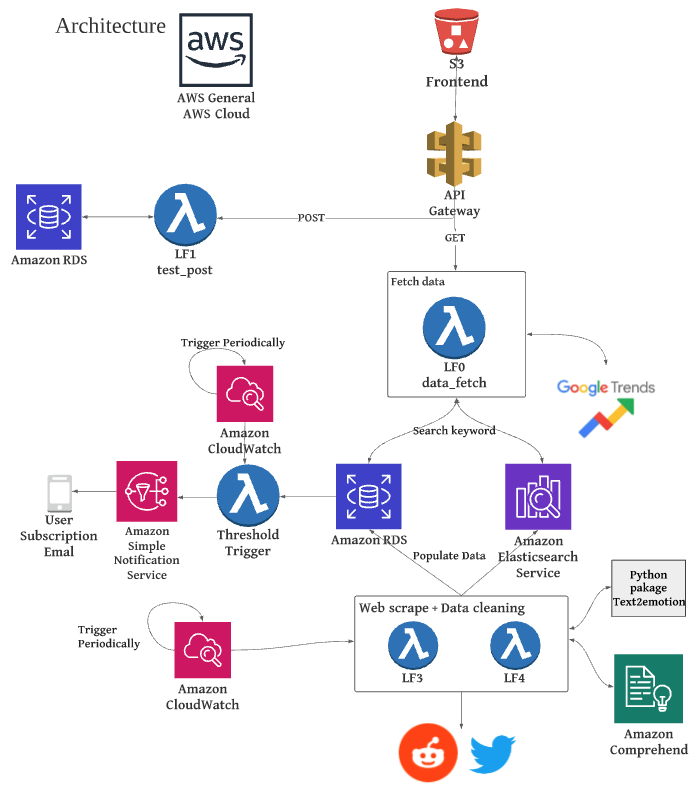 Architecture
aws
AWS General
AWS Cloud
S3
Frontend
API
Gateway
POST
GET
Amazon RDS
LF1
test_post
Fetch data
LF0
data_fetch
Google Trends
Trigger Periodically
Amazon
CloudWatch
Search keyword
User
Subscription
Emal
Amazon
Simple
Notification
Service
Threshold
Trigger
Amazon RDS
Amazon
Elasticsearch
Service
Populate Data
Python
pakage
Text2emotion
Web scrape + Data cleaning
LF3
LF4
Trigger
Periodically
Amazon
CloudWatch
Amazon
Comprehend